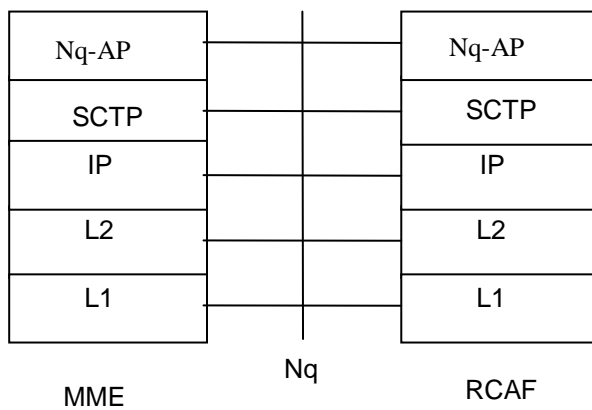 Nq-AP Nq-AP
SCTP SCTP
IP IP
L2 L2
L1 L1
Nq
MME RCAF